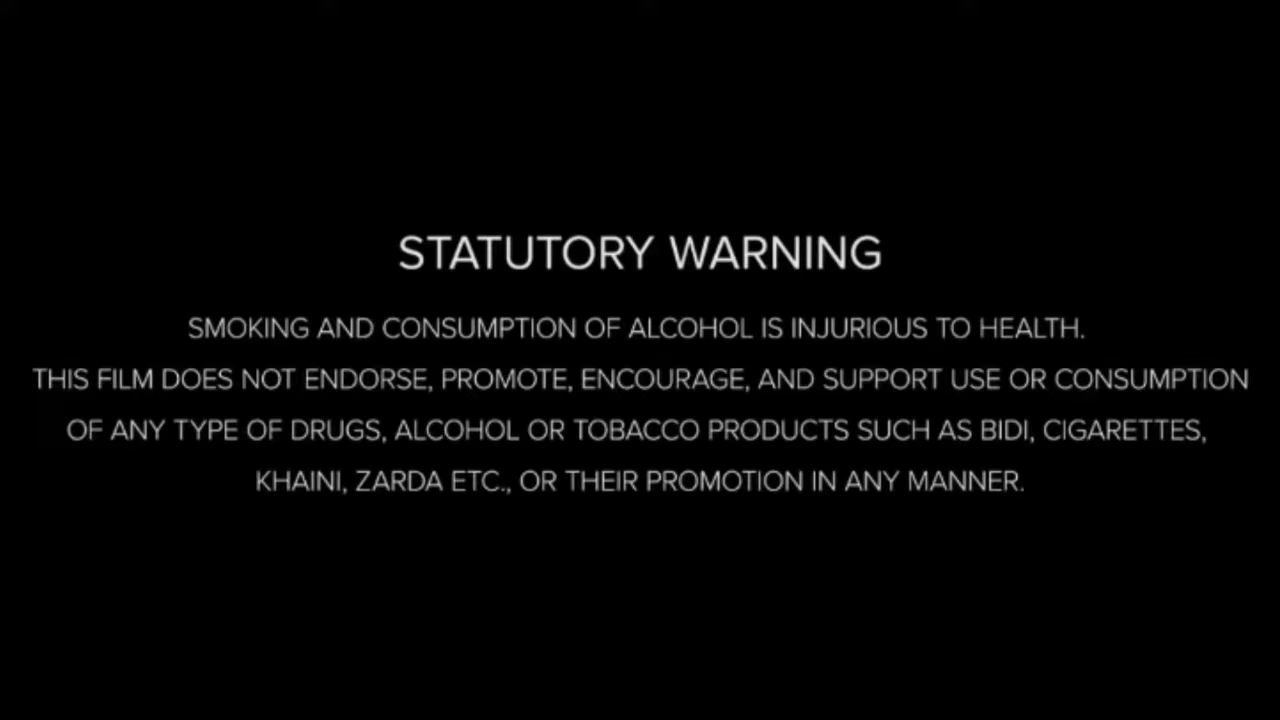 STATUTORY WARNING
SMOKING AND CONSUMPTION OF ALCOHOL IS INJURIOUS TO HEALTH.
THIS FILM DOES NOT ENDORSE, PROMOTE, ENCOURAGE, AND SUPPORT USE OR CONSUMPTION
OF ANY TYPE OF DRUGS, ALCOHOL OR TOBACCO PRODUCTS SUCH AS BIDI, CIGARETTES,
KHAINI, ZARDA ETC., OR THEIR PROMOTION IN ANY MANNER.